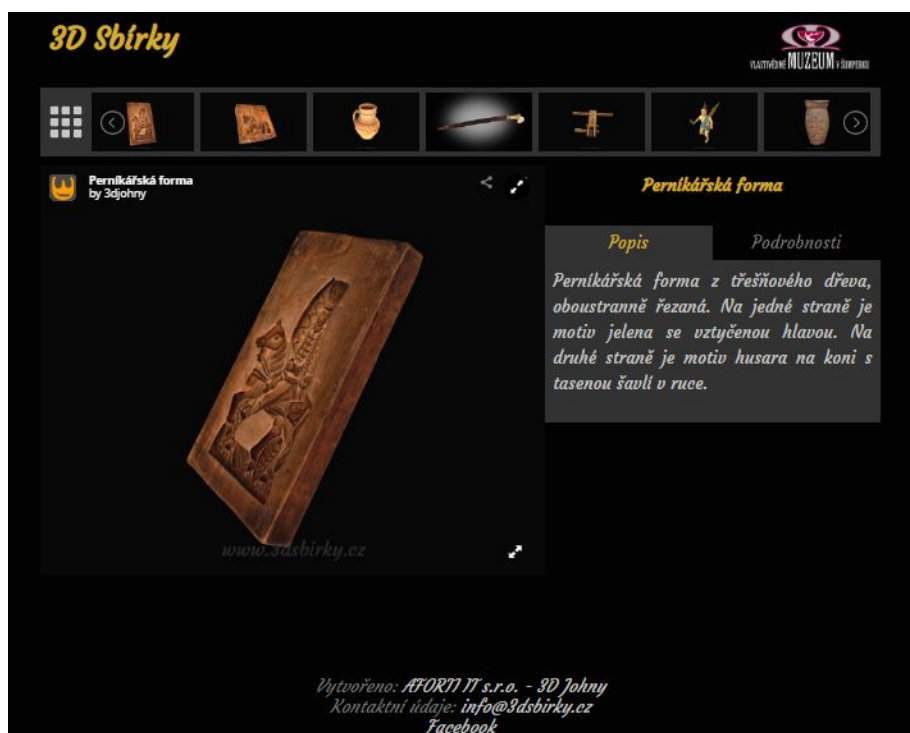 3D Sbírky
VLASTIVĚDNÉ MUZEUM V ŠUMPERKU
Perníkářská forma
by 3djohny
Perníkářská forma
Popis
Podrobnosti
Perníkářská forma z třešňového dřeva,
oboustranně řezaná. Na jedné straně je
motiv jelena se vztyčenou hlavou. Na
druhé straně je motiv husara na koni s
tasenou šavlí v ruce.
www.3dsbirky.cz
Vytvořeno: AFORTI IT s.r.o. - 3D Johny
Kontaktní údaje: info@3dsbirky.cz
Facebook